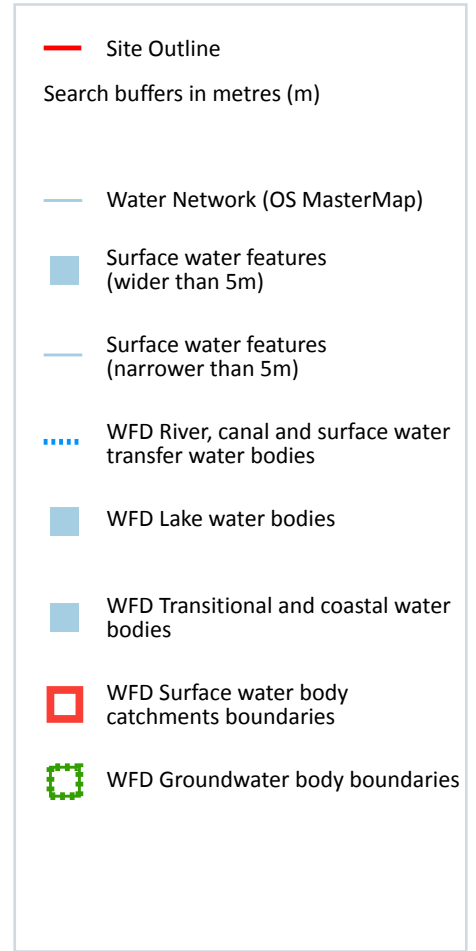 Site Outline
Search buffers in metres (m)
Water Network (OS MasterMap)
Surface water features
(wider than 5m)
Surface water features
(narrower than 5m)
WFD River, canal and surface water
transfer water bodies
WFD Lake water bodies
WFD Transitional and coastal water
bodies
WFD Surface water body
catchments boundaries
WFD Groundwater body boundaries